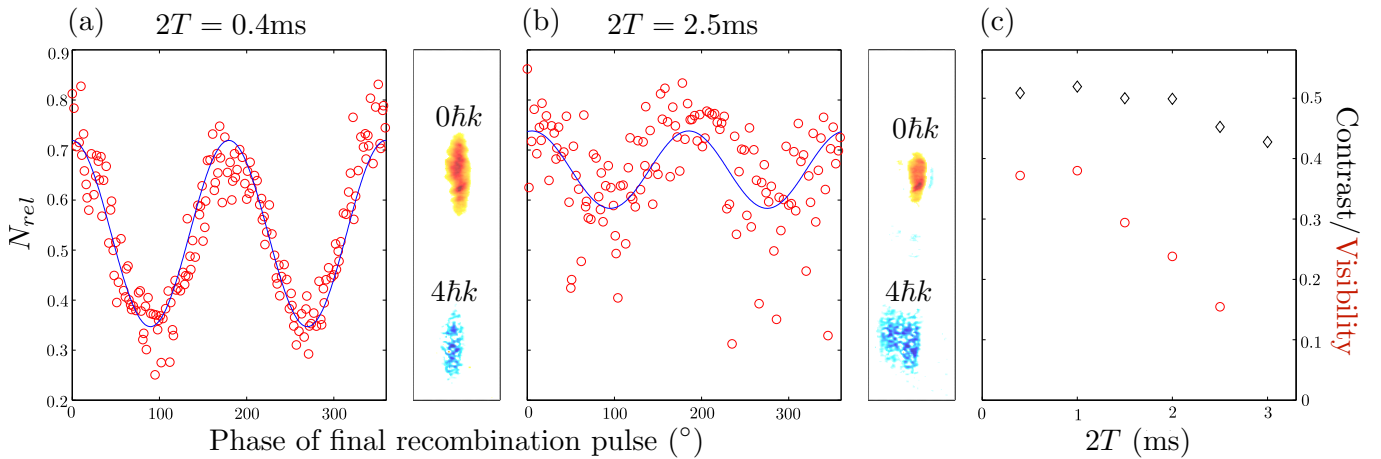 (a) 2T = 0.4ms (b) 2T = 2.5ms (c)
0.9
0.8
0.7
0.6
0.5
0.4
0.3
0.2
N_rel
0 100 200 300
0ħk
4ħk
0 100 200 300
0ħk
4ħk
0.5
0.4
0.3
0.2
0.1
0
Contrast/Visibility
0 1 2 3
Phase of final recombination pulse (°)
2T (ms)